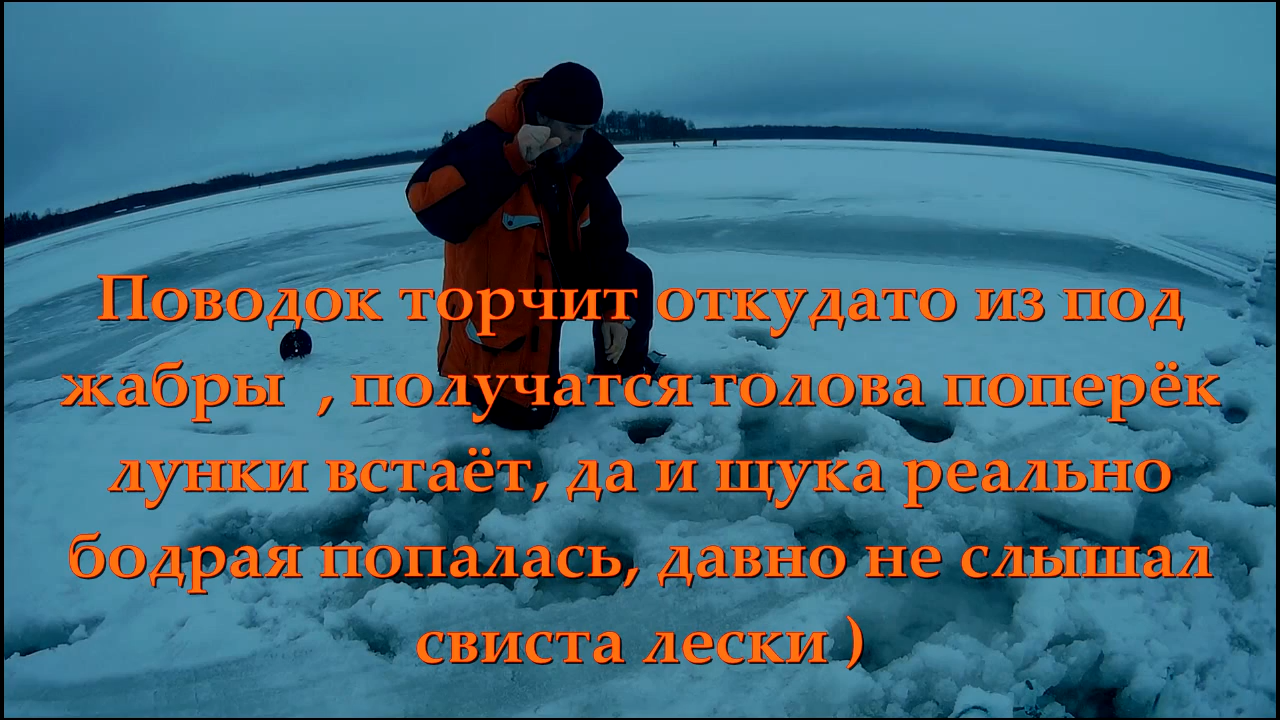 Поводок торчит откудато из под
жабры , получатся голова поперёк
лунки встаёт, да и щука реально
бодрая попалась, давно не слышал
свиста лески )